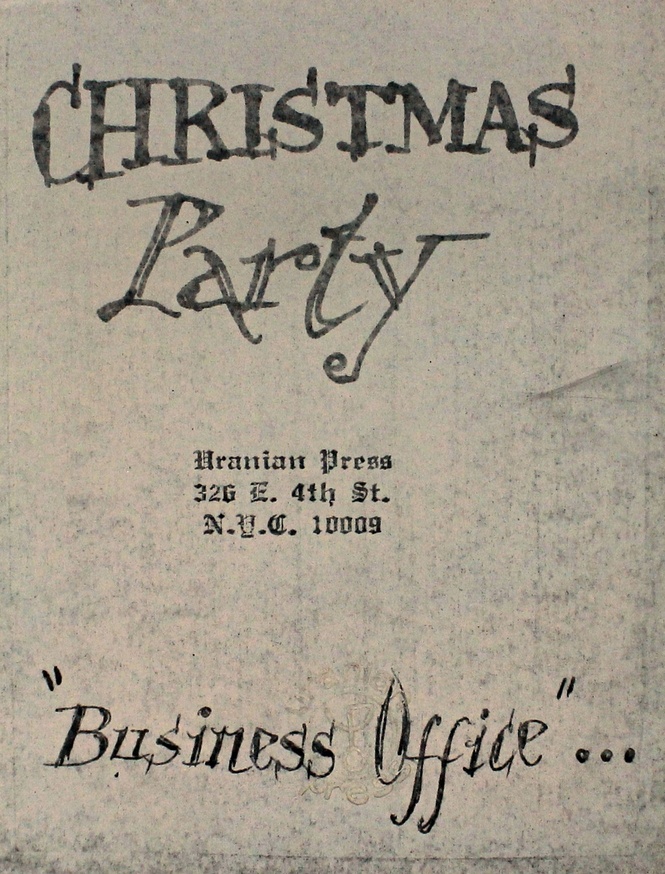 CHRISTMAS
Party
Uranian Press
326 E. 4th St.
N.Y.C. 10009
"Business Office"...